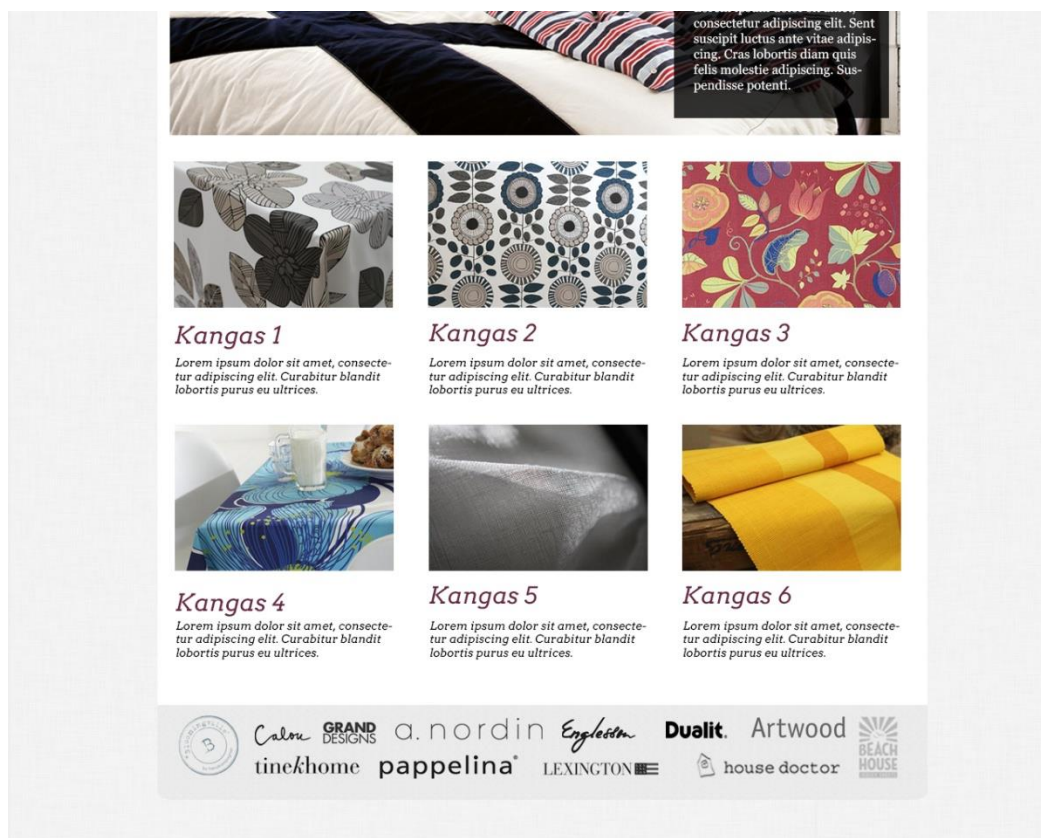 consectetur adipiscing elit. Sent
suscipit luctus ante vitae adipis-
cing. Cras lobortis diam quis
felis molestie adipiscing. Sus-
pendisse potenti.
Kangas 1
Lorem ipsum dolor sit amet, consecte-
tur adipiscing elit. Curabitur blandit
lobortis purus eu ultrices.
Kangas 2
Lorem ipsum dolor sit amet, consecte-
tur adipiscing elit. Curabitur blandit
lobortis purus eu ultrices.
Kangas 3
Lorem ipsum dolor sit amet, consecte-
tur adipiscing elit. Curabitur blandit
lobortis purus eu ultrices.
Kangas 4
Lorem ipsum dolor sit amet, consecte-
tur adipiscing elit. Curabitur blandit
lobortis purus eu ultrices.
Kangas 5
Lorem ipsum dolor sit amet, consecte-
tur adipiscing elit. Curabitur blandit
lobortis purus eu ultrices.
Kangas 6
Lorem ipsum dolor sit amet, consecte-
tur adipiscing elit. Curabitur blandit
lobortis purus eu ultrices.
Bloomingville
B
Calou
GRAND
DESIGNS
a.nordin
Englesson
Dualit.
Artwood
BEACH
HOUSE
tinekhome
pappelina
LEXINGTON
house doctor